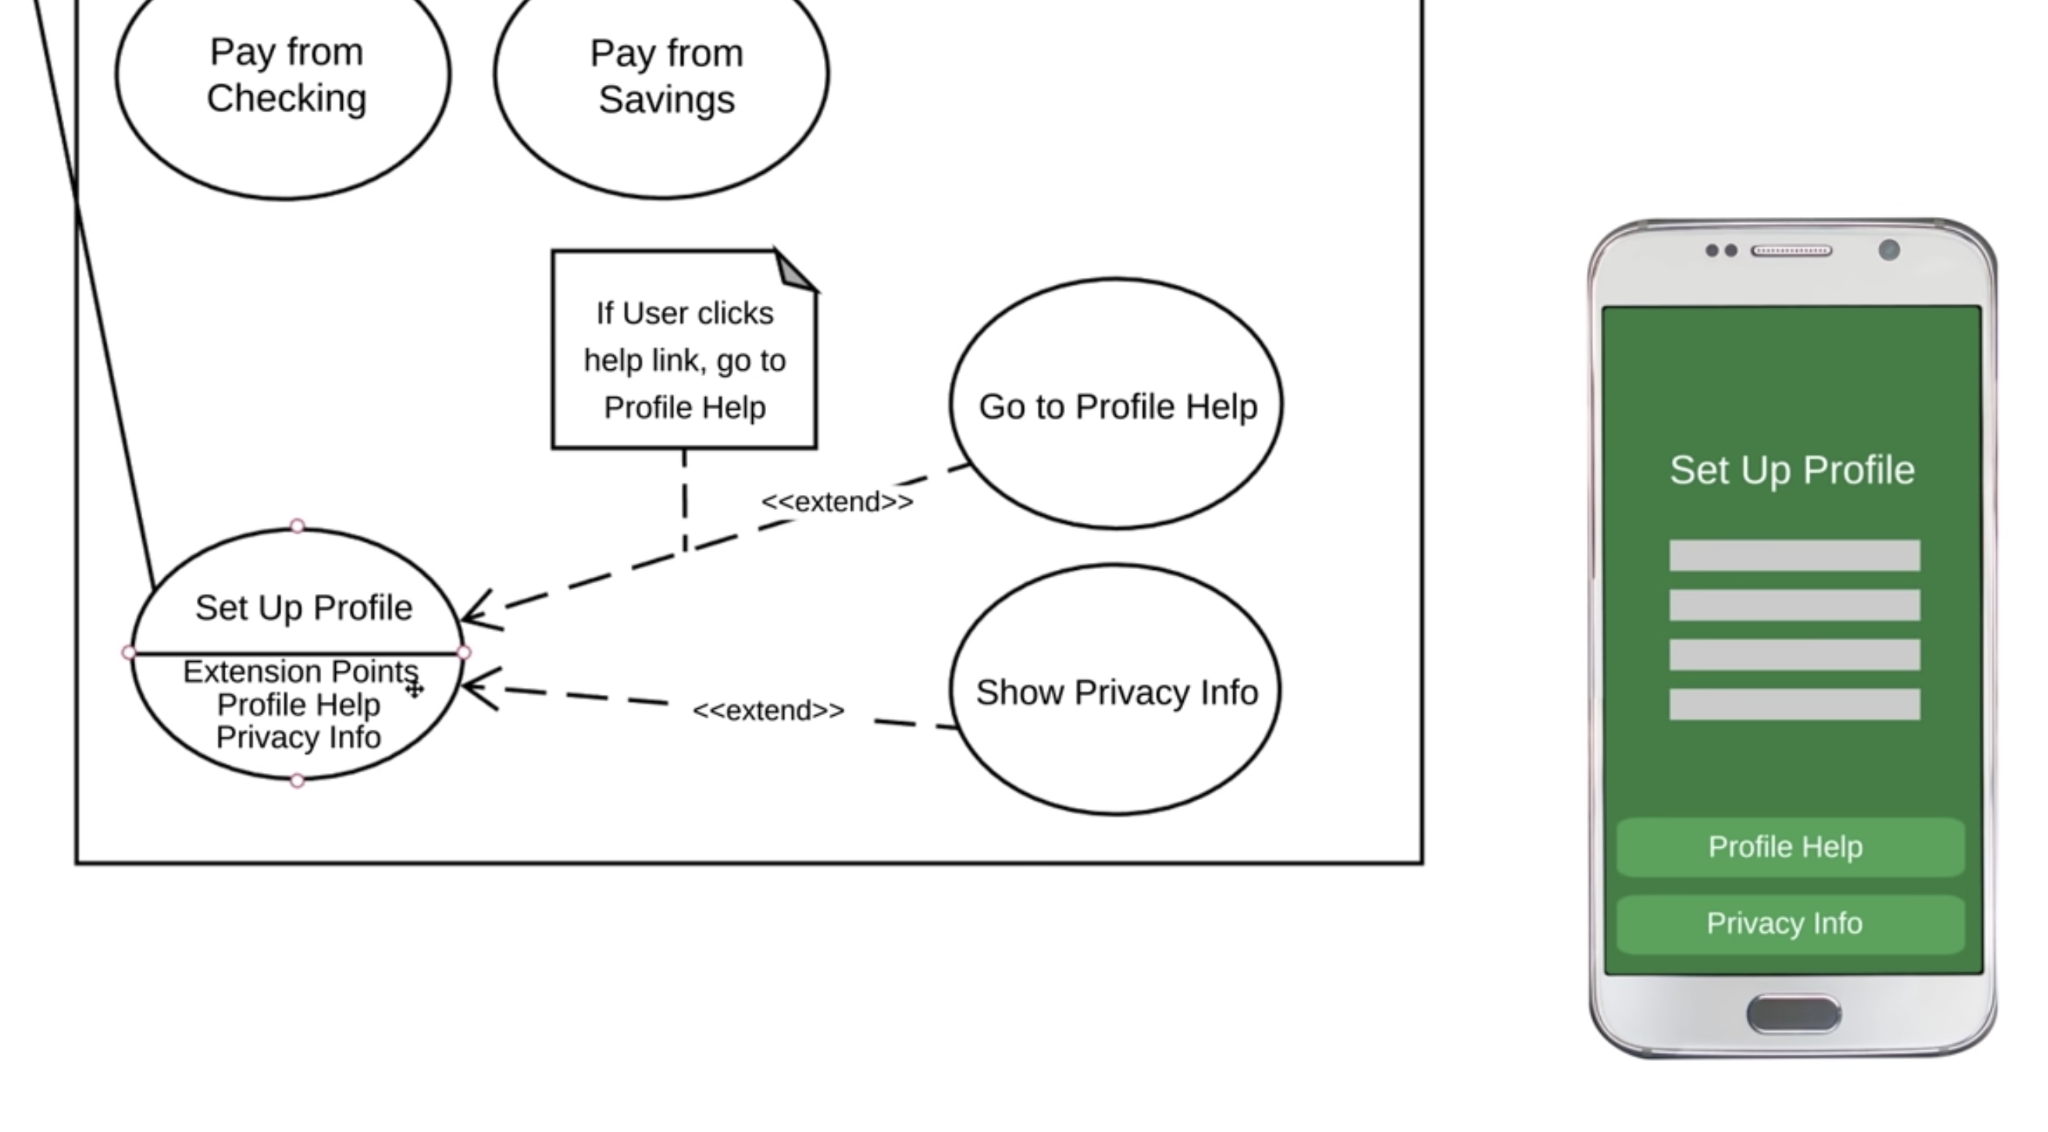 Pay from
Checking
Pay from
Savings
If User clicks
help link, go to
Profile Help
Go to Profile Help
<<extend>>
Set Up Profile
Extension Points
Profile Help
Privacy Info
<<extend>>
Show Privacy Info
Set Up Profile
Profile Help
Privacy Info